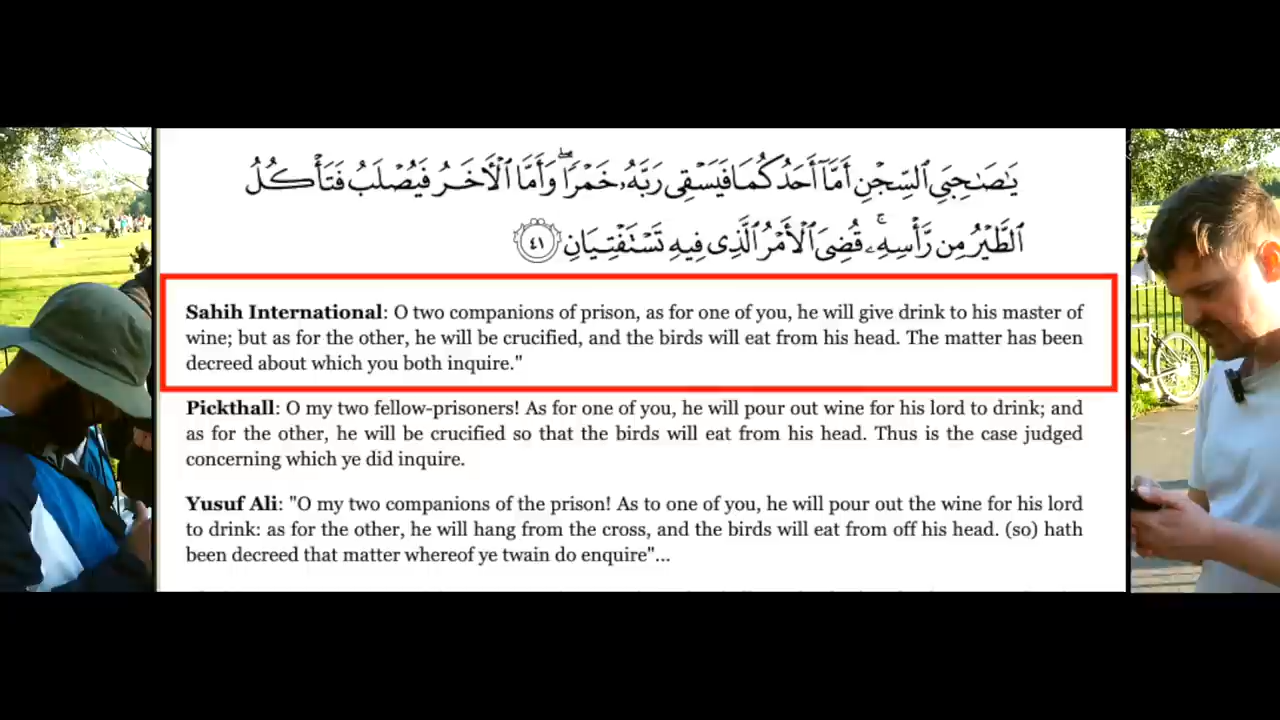 يَٰصَىٰحِبَىِ ٱلسِّجْنِ أَمَّآ أَحَدُكُمَا فَيَسْقِى رَبَّهُۥ خَمْرًا ۖ وَأَمَّا ٱلْءَاخَرُ فَيُصْلَبُ فَتَأْكُلُ
ٱلطَّيْرُ مِن رَّأْسِهِۦ ۚ قُضِىَ ٱلْأَمْرُ ٱلَّذِى فِيهِ تَسْتَفْتِيَانِ ٤١
Sahih International: O two companions of prison, as for one of you, he will give drink to his master of
wine; but as for the other, he will be crucified, and the birds will eat from his head. The matter has been
decreed about which you both inquire."
Pickthall: O my two fellow-prisoners! As for one of you, he will pour out wine for his lord to drink; and
as for the other, he will be crucified so that the birds will eat from his head. Thus is the case judged
concerning which ye did inquire.
Yusuf Ali: "O my two companions of the prison! As to one of you, he will pour out the wine for his lord
to drink: as for the other, he will hang from the cross, and the birds will eat from off his head. (so) hath
been decreed that matter whereof ye twain do enquire"...